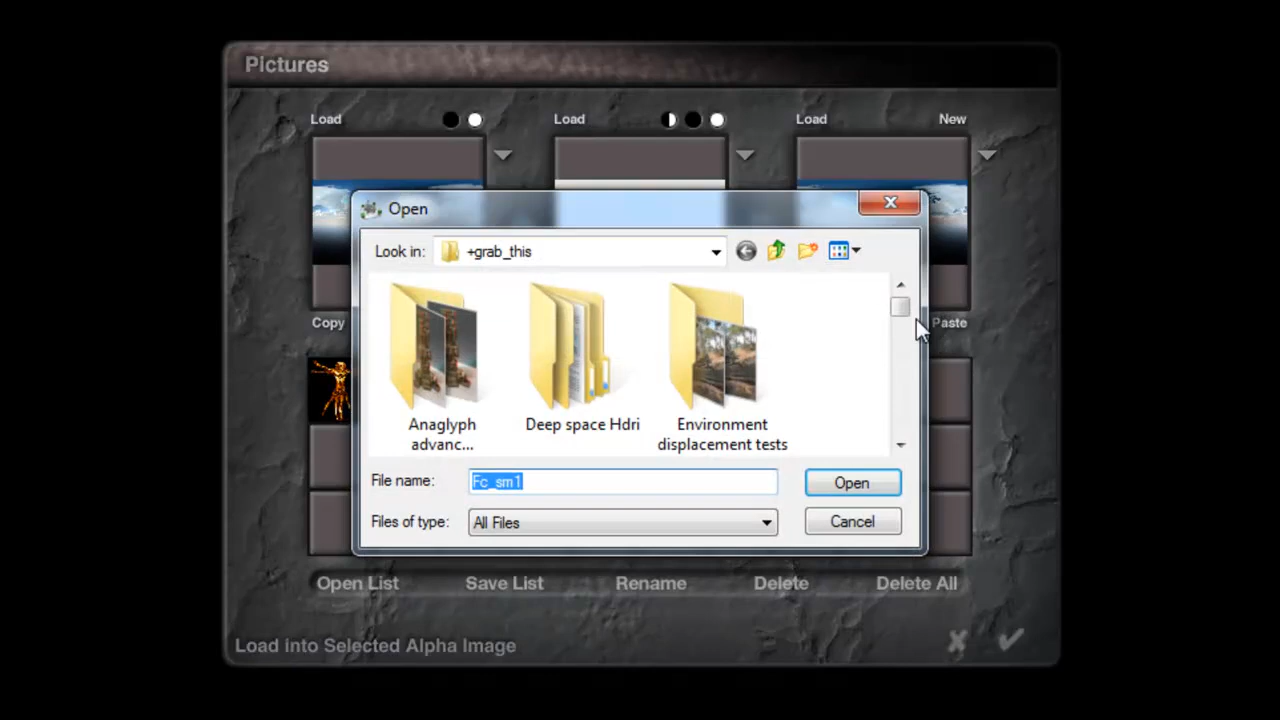 Pictures
Load
Load
Load New
Open
Look in: +grab_this
Copy
Paste
Anaglyph
advanc...
Deep space Hdri
Environment
displacement tests
File name: Fc_sm1
Open
Files of type: All Files
Cancel
Open List Save List Rename Delete Delete All
Load into Selected Alpha Image